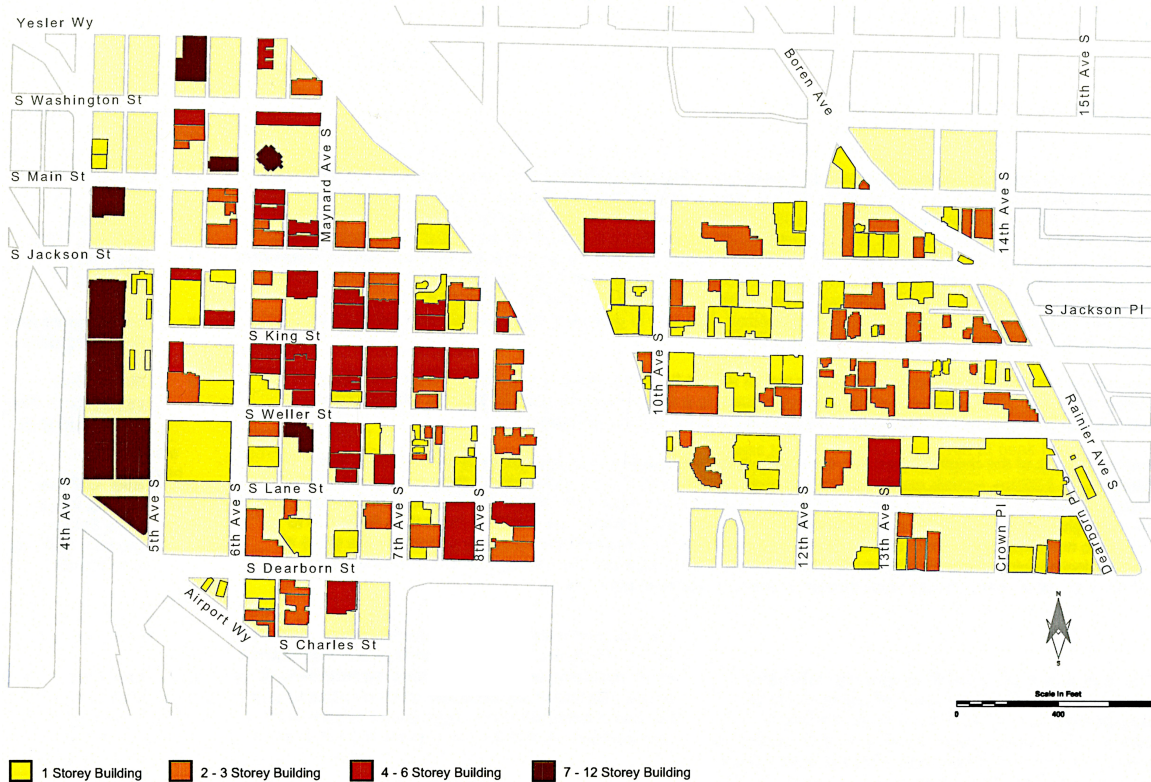 Yesler Wy
S Washington St
S Main St
S Jackson St
Maynard Ave S
Boren Ave
15th Ave S
14th Ave S
S Jackson Pl
S King St
S Weller St
10th Ave S
Rainier Ave S
S Lane St
4th Ave S
5th Ave S
6th Ave S
7th Ave S
8th Ave S
12th Ave S
13th Ave S
Crown Pl
Dearborn Pl
S Dearborn St
Airport Wy
S Charles St
N
S
Scale in Feet
0 400
1 Storey Building 2 - 3 Storey Building 4 - 6 Storey Building 7 - 12 Storey Building